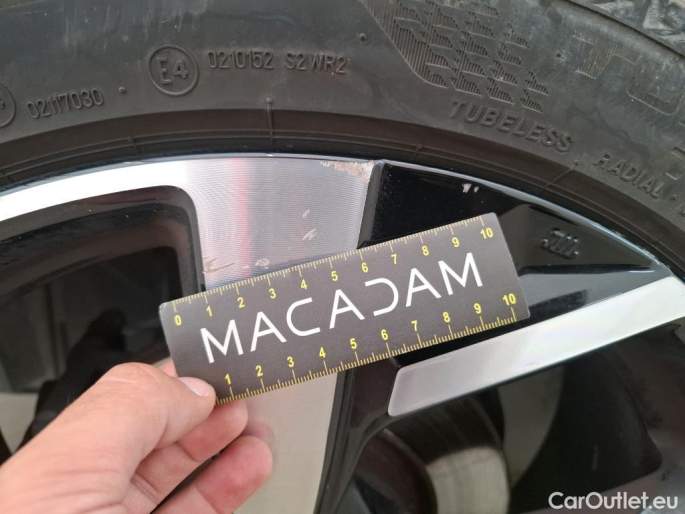 E4
0210152 S2WR2
02117030
TUBELESS
RADIAL
0 1 2 3 4 5 6 7 8 9 10
MACADAM
1 2 3 4 5 6 7 8 9 10
CarOutlet.eu